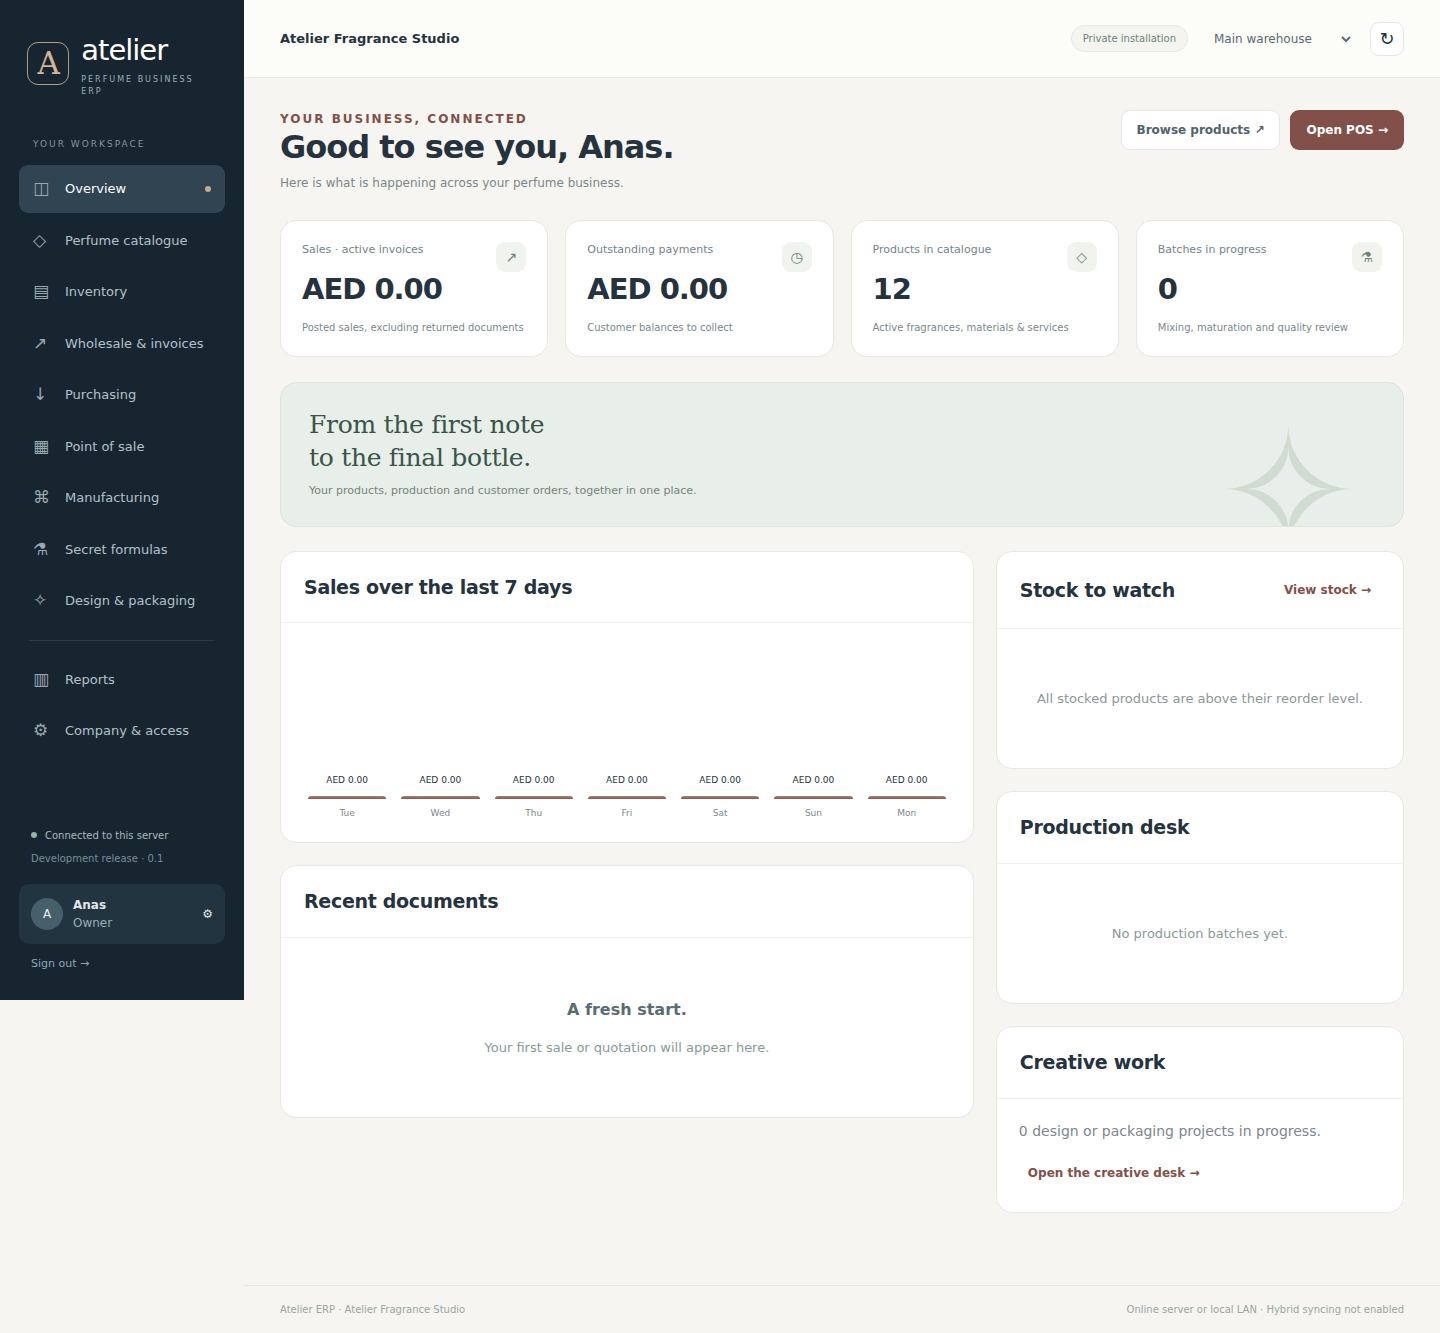 A
atelier
PERFUME BUSINESS
ERP
YOUR WORKSPACE
Overview
Perfume catalogue
Inventory
Wholesale & invoices
Purchasing
Point of sale
Manufacturing
Secret formulas
Design & packaging
Reports
Company & access
Connected to this server
Development release · 0.1
A
Anas
Owner
Sign out →
Atelier Fragrance Studio
Private installation
Main warehouse
YOUR BUSINESS, CONNECTED
Good to see you, Anas.
Here is what is happening across your perfume business.
Browse products ↗
Open POS →
Sales · active invoices
AED 0.00
Posted sales, excluding returned documents
Outstanding payments
AED 0.00
Customer balances to collect
Products in catalogue
12
Active fragrances, materials & services
Batches in progress
0
Mixing, maturation and quality review
From the first note
to the final bottle.
Your products, production and customer orders, together in one place.
Sales over the last 7 days
AED 0.00 AED 0.00 AED 0.00 AED 0.00 AED 0.00 AED 0.00 AED 0.00
Tue Wed Thu Fri Sat Sun Mon
Recent documents
A fresh start.
Your first sale or quotation will appear here.
Stock to watch
View stock →
All stocked products are above their reorder level.
Production desk
No production batches yet.
Creative work
0 design or packaging projects in progress.
Open the creative desk →
Atelier ERP · Atelier Fragrance Studio
Online server or local LAN · Hybrid syncing not enabled